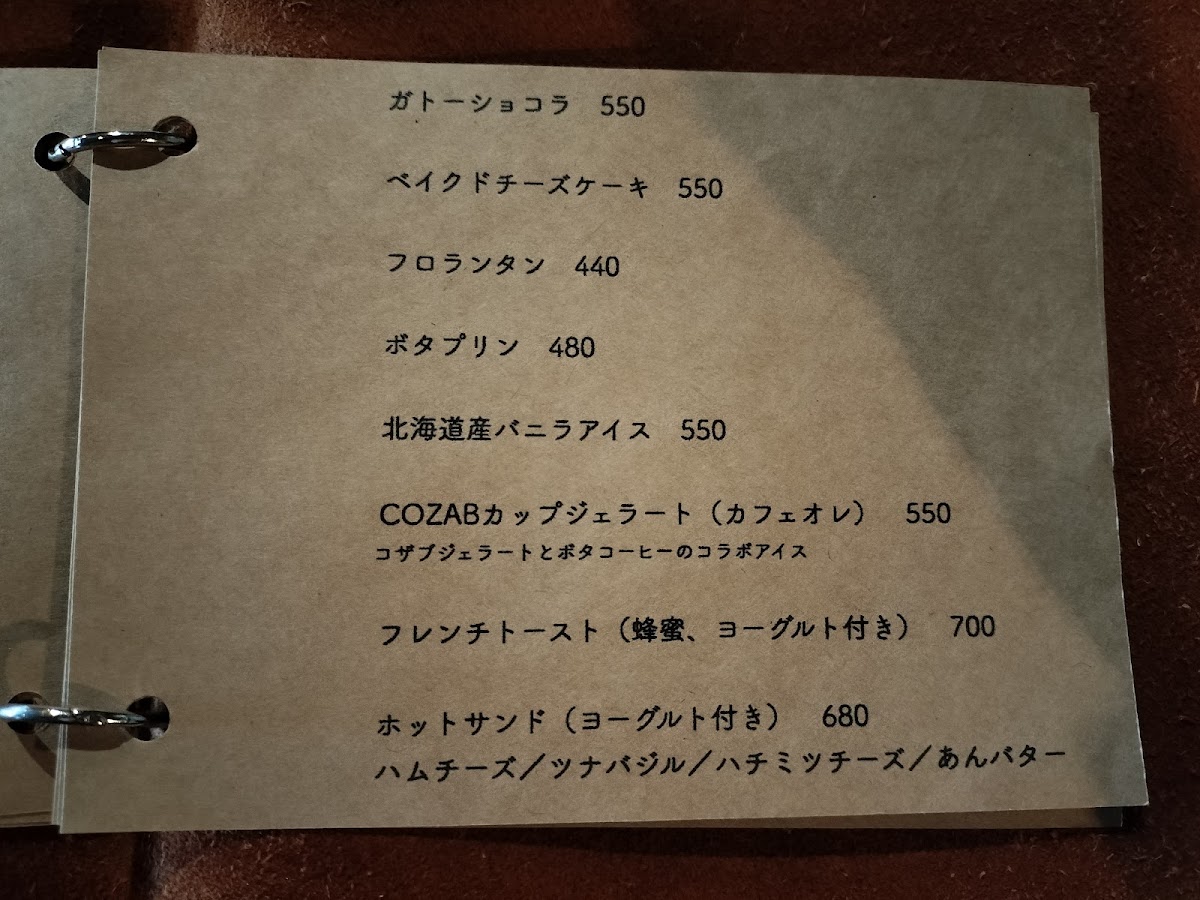 ガトーショコラ　550
ベイクドチーズケーキ　550
フロランタン　440
ボタプリン　480
北海道産バニラアイス　550
COZABカップジェラート（カフェオレ）　550
コザブジェラートとボタコーヒーのコラボアイス
フレンチトースト（蜂蜜、ヨーグルト付き）　700
ホットサンド（ヨーグルト付き）　680
ハムチーズ／ツナバジル／ハチミツチーズ／あんバター